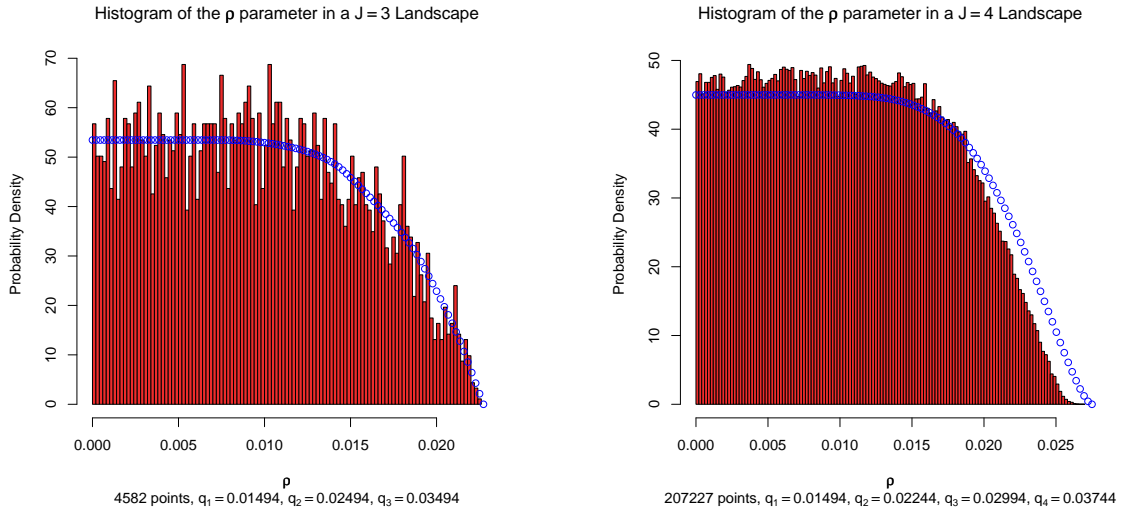 Histogram of the ρ parameter in a J = 3 Landscape
Probability Density
70
60
50
40
30
20
10
0
0.000 0.005 0.010 0.015 0.020
ρ
4582 points, q₁ = 0.01494, q₂ = 0.02494, q₃ = 0.03494
Histogram of the ρ parameter in a J = 4 Landscape
Probability Density
50
40
30
20
10
0
0.000 0.005 0.010 0.015 0.020 0.025
ρ
207227 points, q₁ = 0.01494, q₂ = 0.02244, q₃ = 0.02994, q₄ = 0.03744